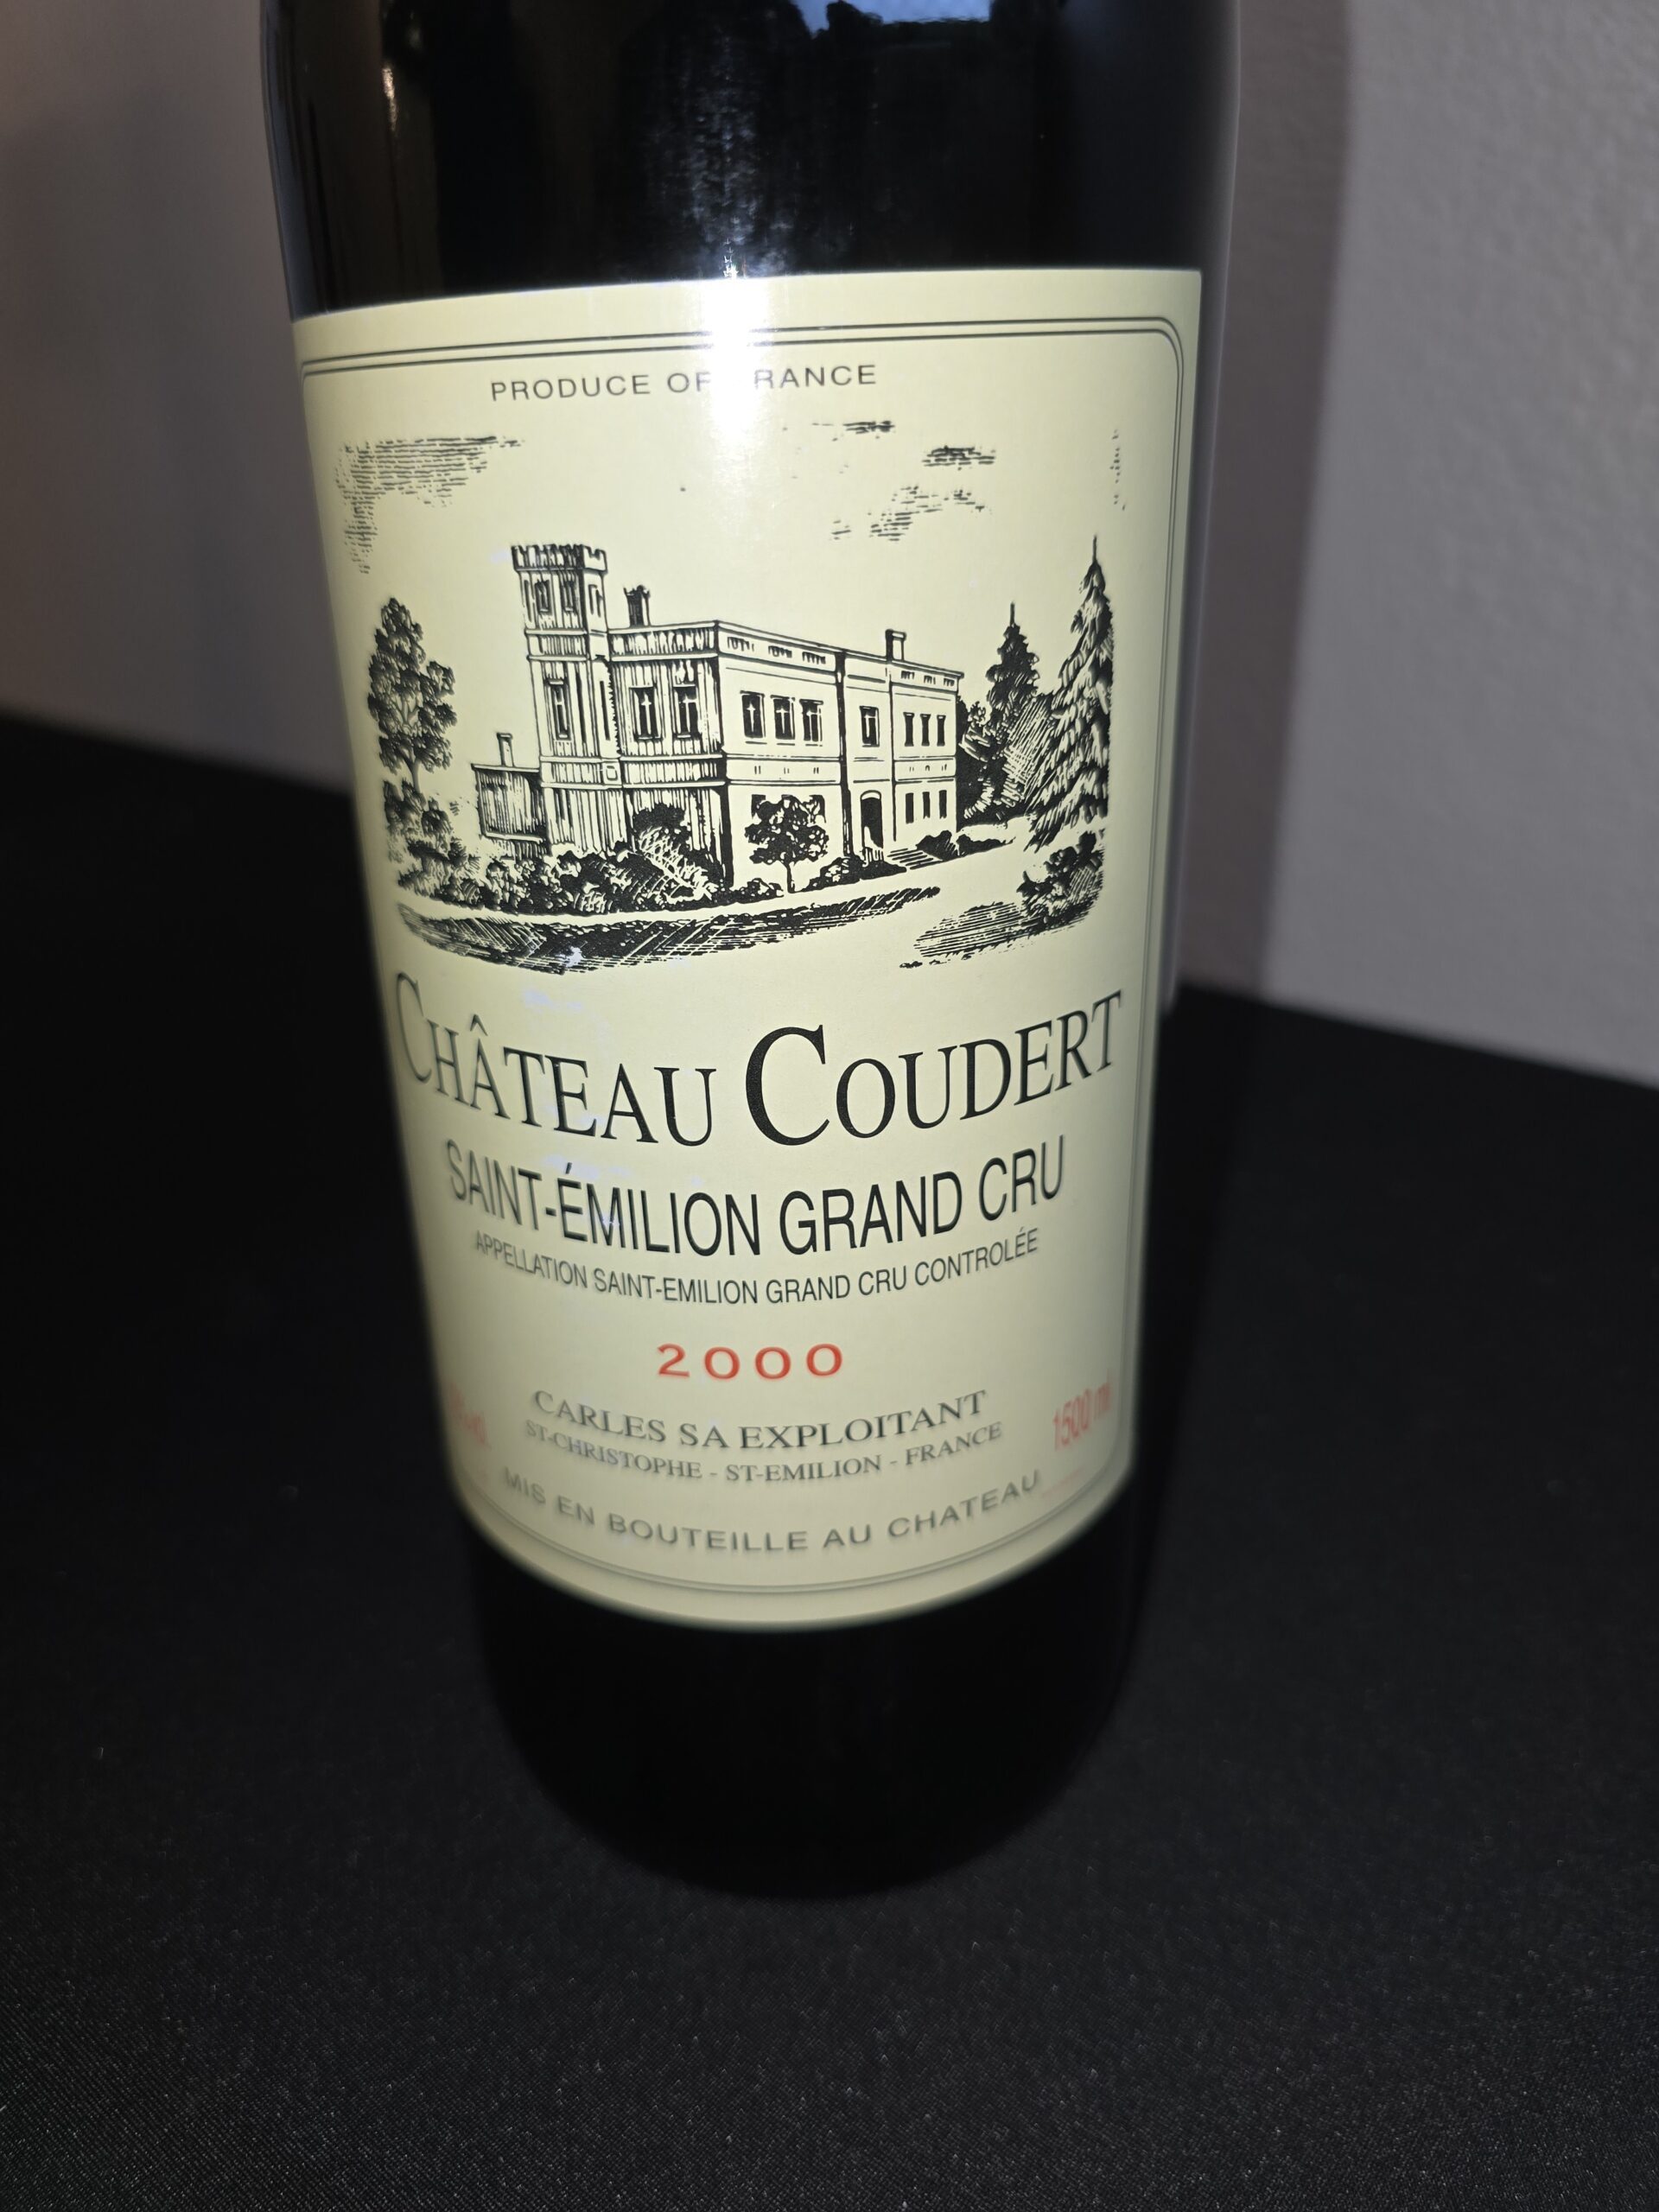 PRODUCE OF FRANCE
CHÂTEAU COUDERT
SAINT-ÉMILION GRAND CRU
APPELLATION SAINT-EMILION GRAND CRU CONTROLÉE
2000
CARLES SA EXPLOITANT
1500 ml
ST-CHRISTOPHE - ST-EMILION - FRANCE
MIS EN BOUTEILLE AU CHATEAU